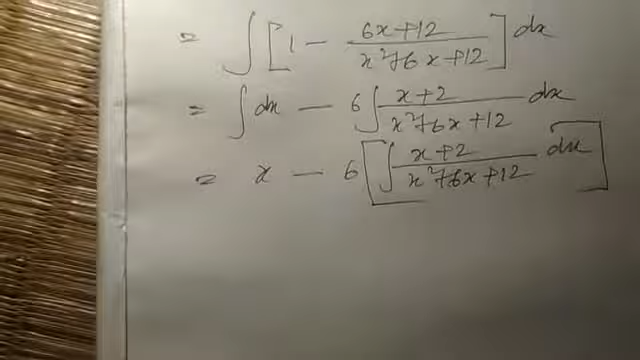 = ∫ [1 − (6x+12)/(x²+6x+12)] dx
= ∫ dx − 6 ∫ (x+2)/(x²+6x+12) dx
= x − 6 [∫ (x+2)/(x²+6x+12) dx]